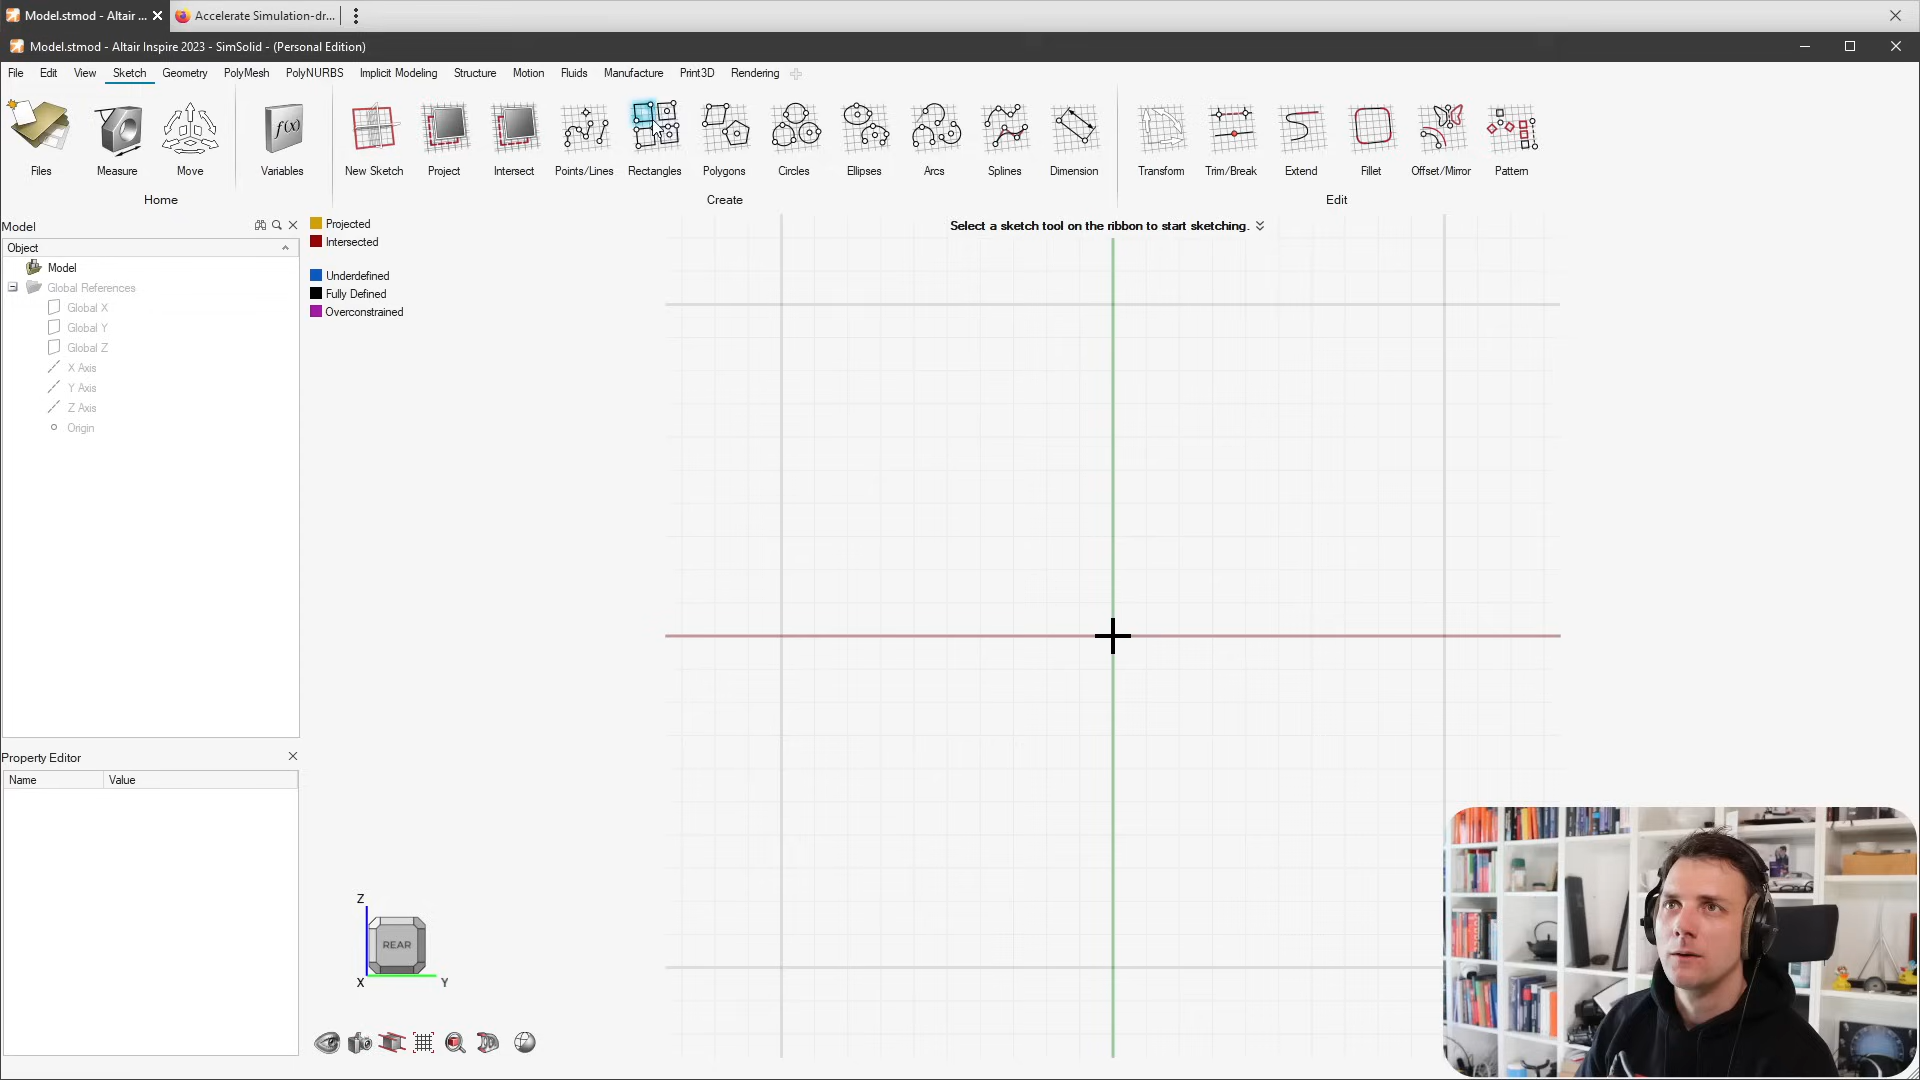 Model.stmod - Altair ...
Accelerate Simulation-dr...
Model.stmod - Altair Inspire 2023 - SimSolid - (Personal Edition)
File Edit View Sketch Geometry PolyMesh PolyNURBS Implicit Modeling Structure Motion Fluids Manufacture Print3D Rendering
f(x)
Files Measure Move Variables New Sketch Project Intersect Points/Lines Rectangles Polygons Circles Ellipses Arcs Splines Dimension Transform Trim/Break Extend Fillet Offset/Mirror Pattern
Home Create Edit
Model
Object
Model
Global References
Global X
Global Y
Global Z
X Axis
Y Axis
Z Axis
Origin
Projected
Intersected
Underdefined
Fully Defined
Overconstrained
Select a sketch tool on the ribbon to start sketching.
Property Editor
Name Value
Z
REAR
X Y